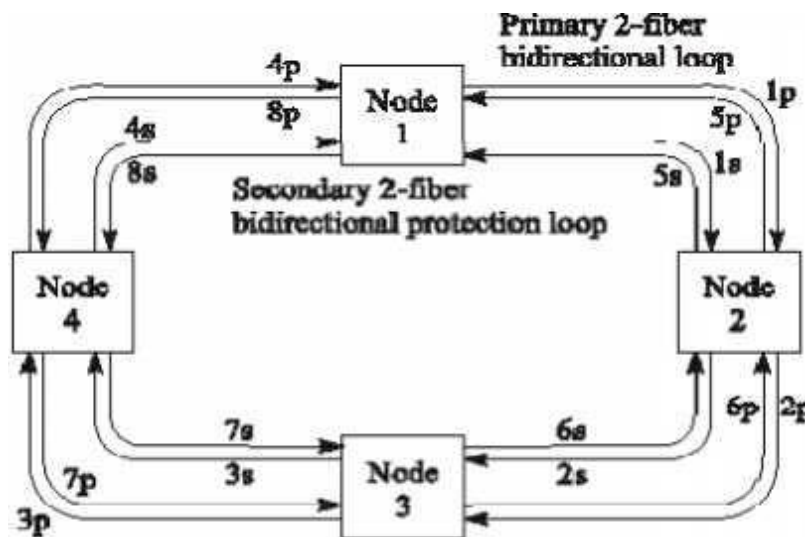 Primary 2-fiber
bidirectional loop
4p
1p
Node
1
8p
5p
4s
1s
8s
5s
Secondary 2-fiber
bidirectional protection loop
Node
4
Node
2
6p
2p
7s
6s
3s
2s
7p
3p
Node
3